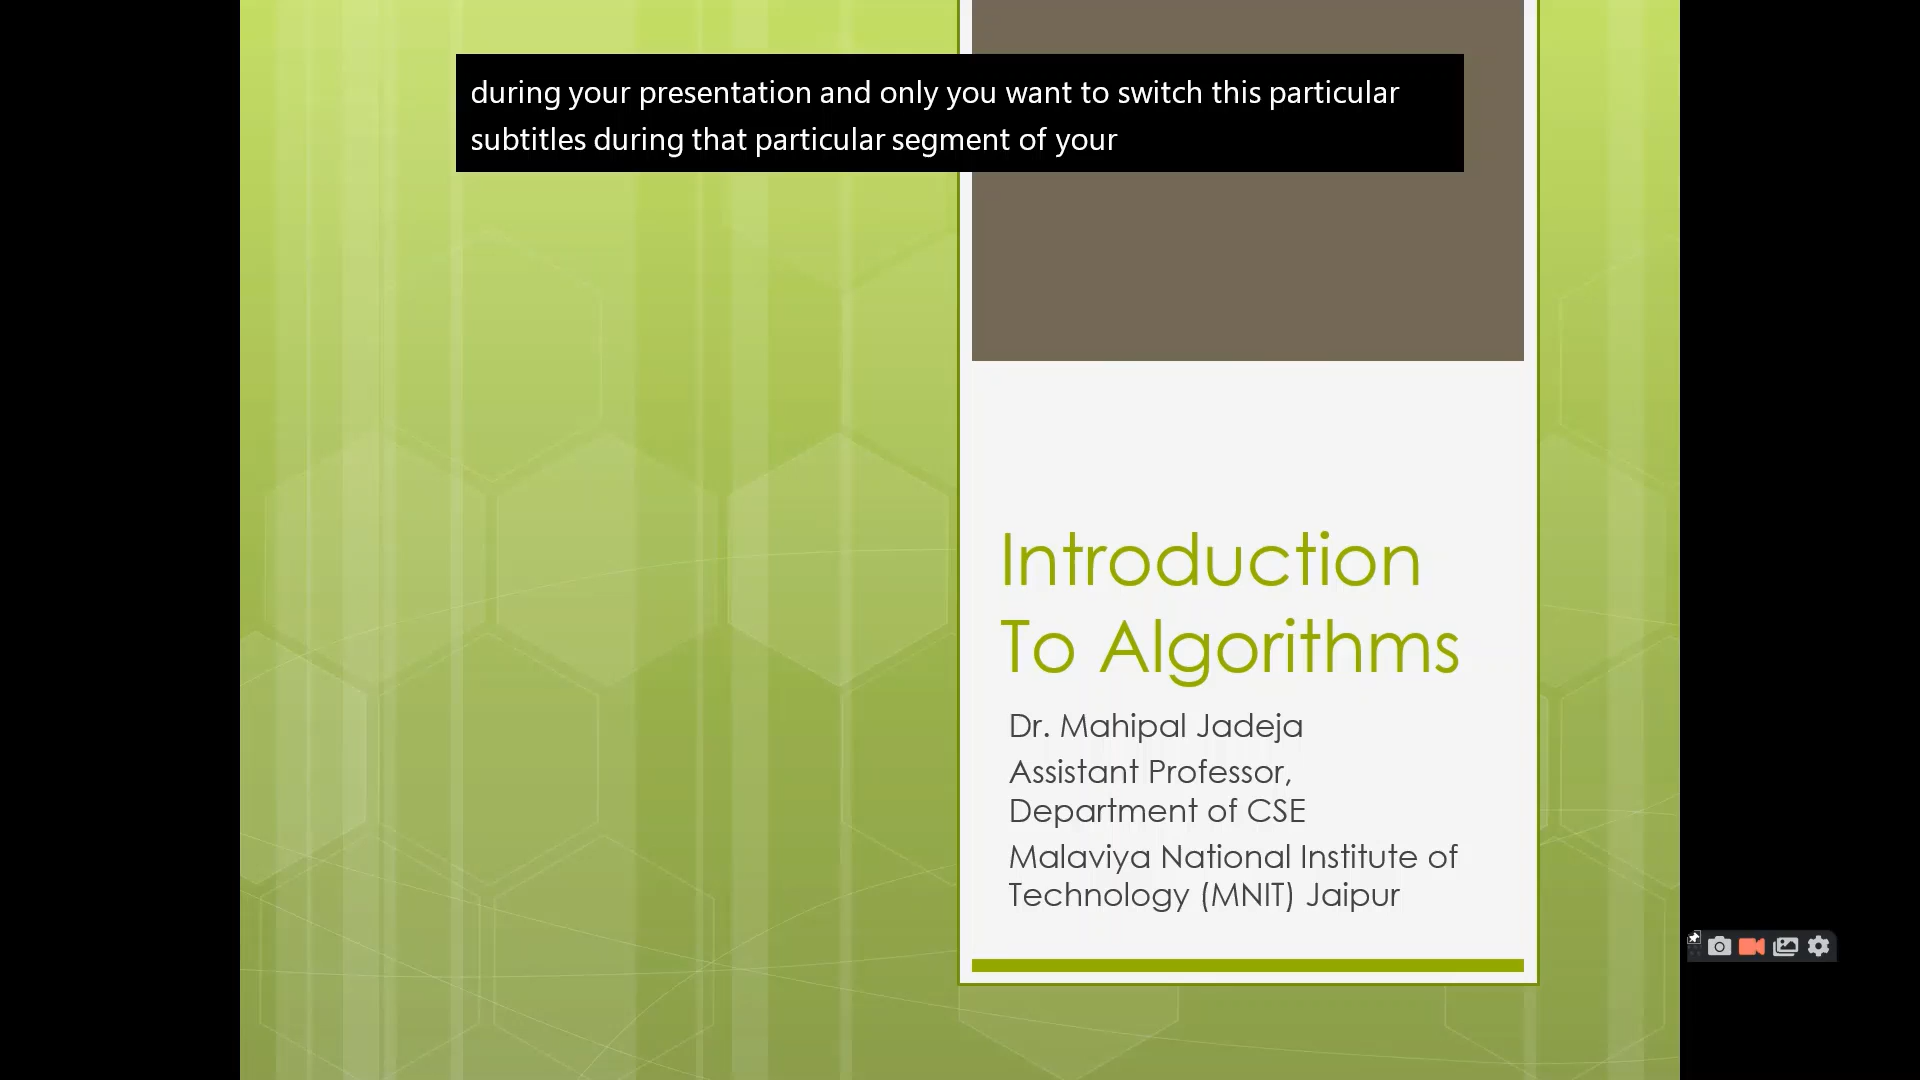 during your presentation and only you want to switch this particular
subtitles during that particular segment of your
Introduction
To Algorithms
Dr. Mahipal Jadeja
Assistant Professor,
Department of CSE
Malaviya National Institute of
Technology (MNIT) Jaipur